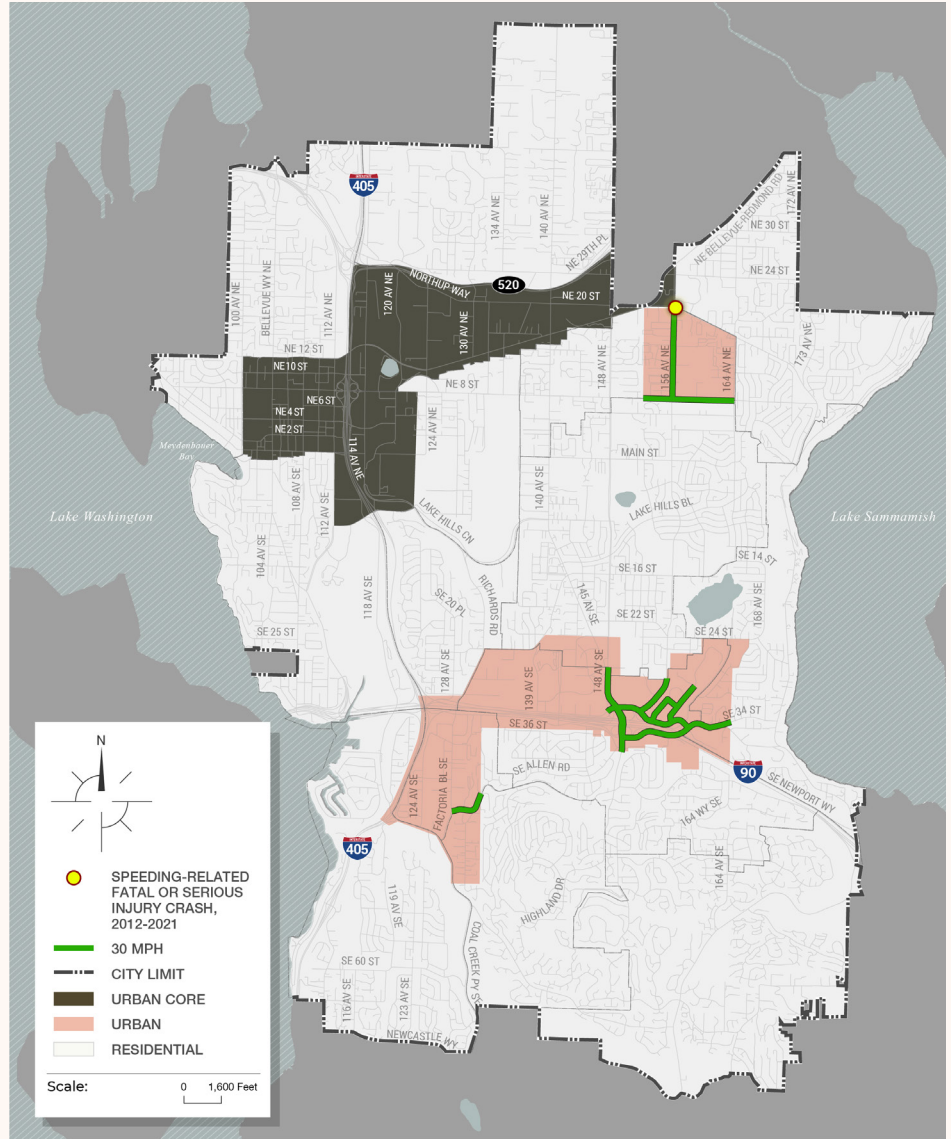 405
134 AV NE
140 AV NE
NE 29TH PL
NE BELLEVUE-REDMOND RD
172 AV NE
NE 30 ST
NE 24 ST
100 AV NE
BELLEVUE WY NE
112 AV NE
120 AV NE
NORTHUP WAY
520
NE 20 ST
130 AV NE
148 AV NE
156 AV NE
164 AV NE
173 AV NE
NE 12 ST
NE 10 ST
NE 8 ST
NE6 ST
NE4 ST
NE2 ST
114 AV NE
124 AV NE
Meydenbauer
Bay
MAIN ST
108 AV SE
112 AV SE
140 AV SE
LAKE HILLS BL
LAKE HILLS CN
Lake Washington
Lake Sammamish
104 AV SE
118 AV SE
SE 14 ST
SE 16 ST
SE 20 PL
RICHARDS RD
145 AV SE
SE 22 ST
168 AV SE
SE 25 ST
SE 24 ST
128 AV SE
139 AV SE
148 AV SE
SE 36 ST
SE 34 ST
SE ALLEN RD
90
SE NEWPORT WY
124 AV SE
FACTORIA BL SE
164 WY SE
405
164 AV SE
119 AV SE
HIGHLAND DR
COAL CREEK PY SE
SE 60 ST
116 AV SE
123 AV SE
NEWCASTLE WY
N
SPEEDING-RELATED
FATAL OR SERIOUS
INJURY CRASH,
2012-2021
30 MPH
CITY LIMIT
URBAN CORE
URBAN
RESIDENTIAL
Scale:
0 1,600 Feet